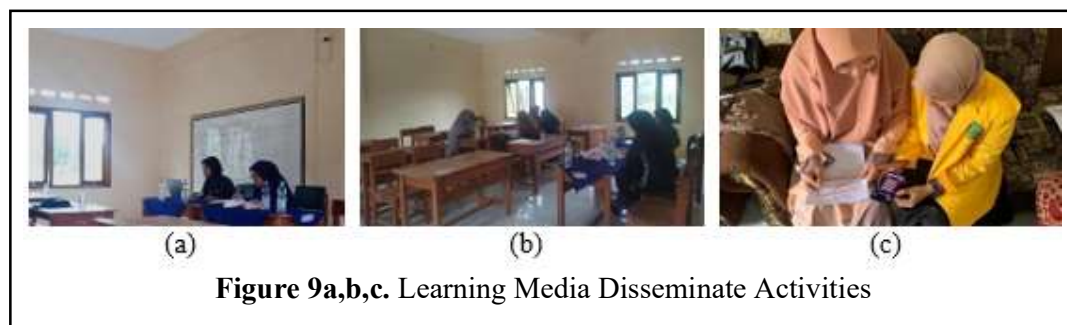 (a) (b) (c)
Figure 9a,b,c. Learning Media Disseminate Activities